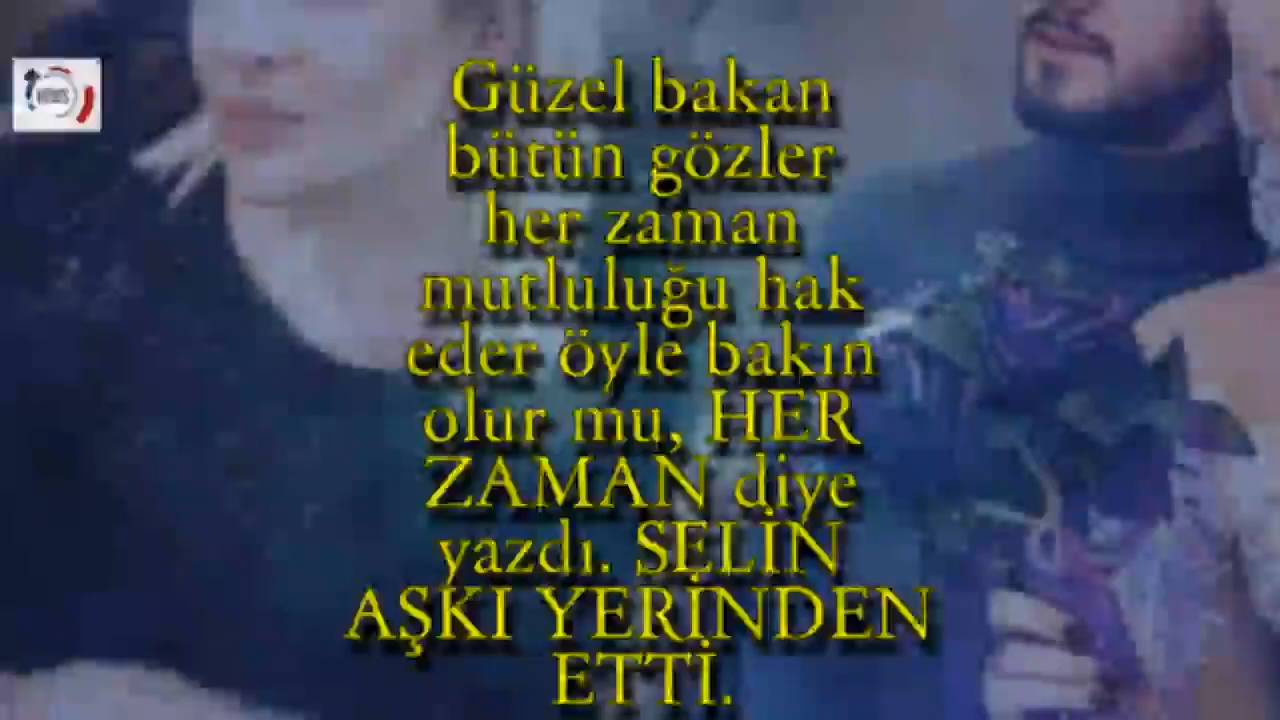 Güzel bakan
bütün gözler
her zaman
mutluluğu hak
eder öyle bakın
olur mu, HER
ZAMAN diye
yazdı. SELİN
AŞKI YERİNDEN
ETTİ.